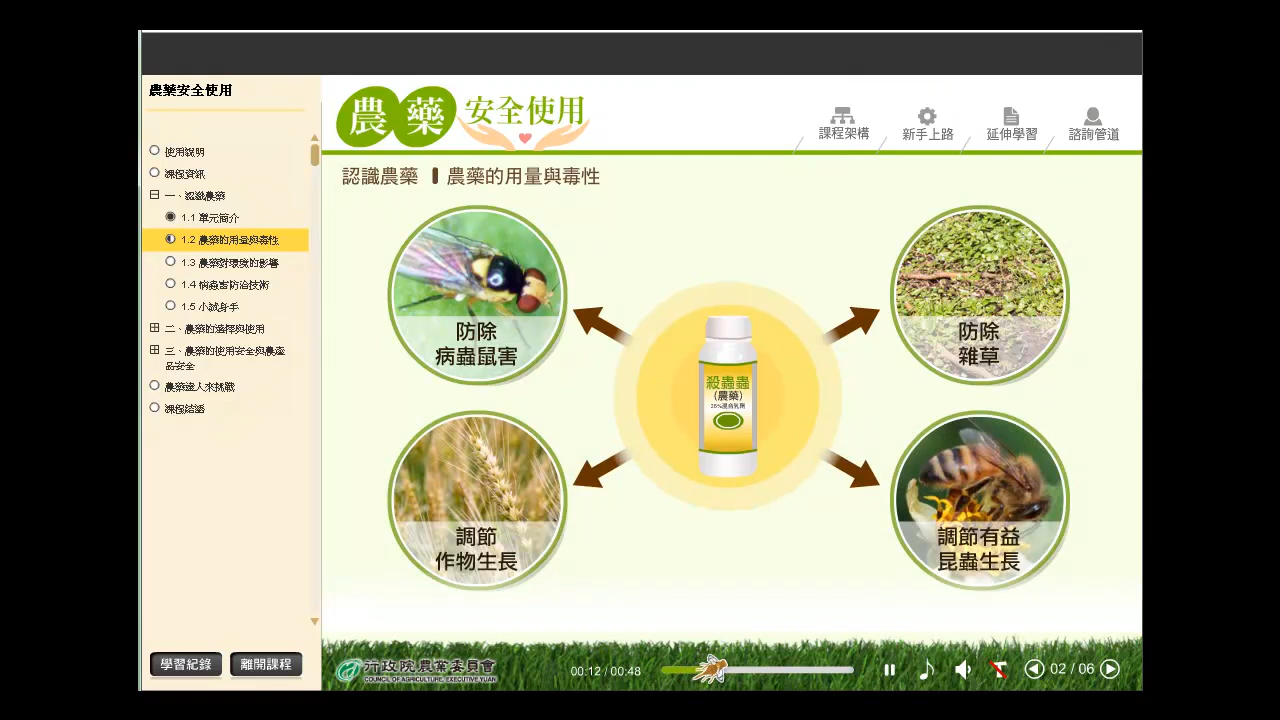 農藥安全使用
使用說明
課程資訊
一、認識農藥
1.1 單元簡介
1.2 農藥的用量與毒性
1.3 農藥對環境的影響
1.4 病蟲害防治技術
1.5 小試身手
二、農藥的選擇與使用
三、農藥的使用安全與農產
品安全
農藥達人來挑戰
課程結語
學習紀錄
離開課程
農藥安全使用
課程架構
新手上路
延伸學習
諮詢管道
認識農藥 ▎農藥的用量與毒性
防除
病蟲鼠害
防除
雜草
殺蟲蟲
(農藥)
調節
作物生長
調節有益
昆蟲生長
行政院農業委員會
COUNCIL OF AGRICULTURE, EXECUTIVE YUAN
00:12 / 00:48
02 / 06